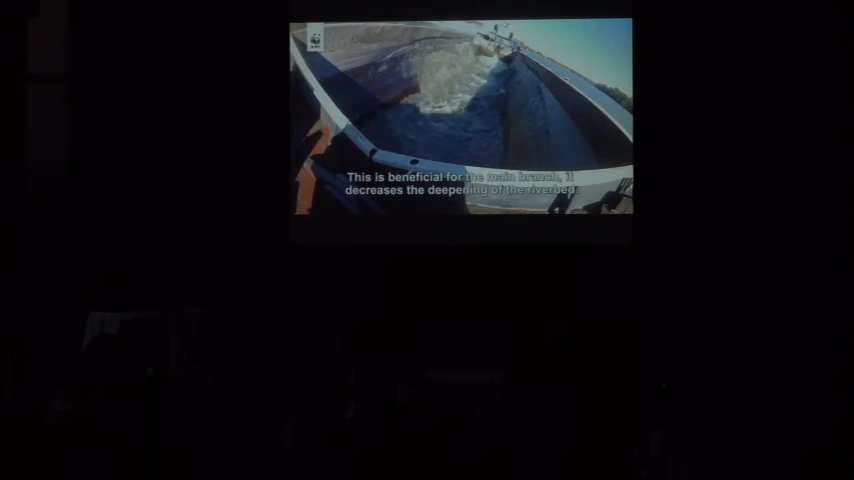 This is beneficial for the main branch, it
decreases the deepening of the riverbed.